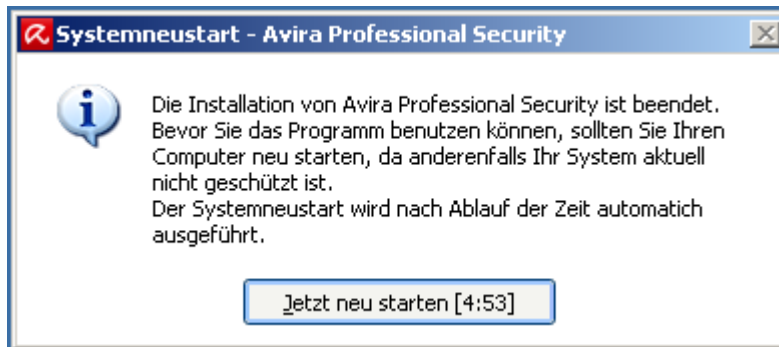 Systemneustart - Avira Professional Security
Die Installation von Avira Professional Security ist beendet.
Bevor Sie das Programm benutzen können, sollten Sie Ihren
Computer neu starten, da anderenfalls Ihr System aktuell
nicht geschützt ist.
Der Systemneustart wird nach Ablauf der Zeit automatich
ausgeführt.
Jetzt neu starten [4:53]